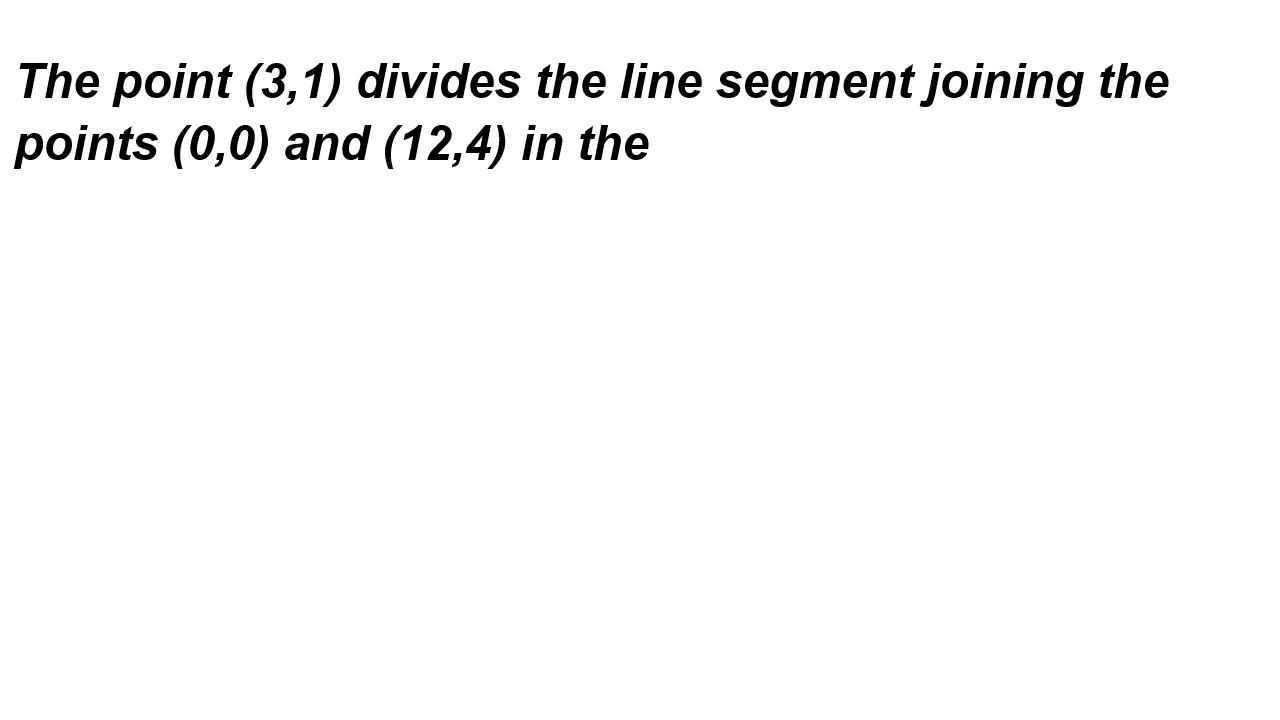 The point (3,1) divides the line segment joining the
points (0,0) and (12,4) in the